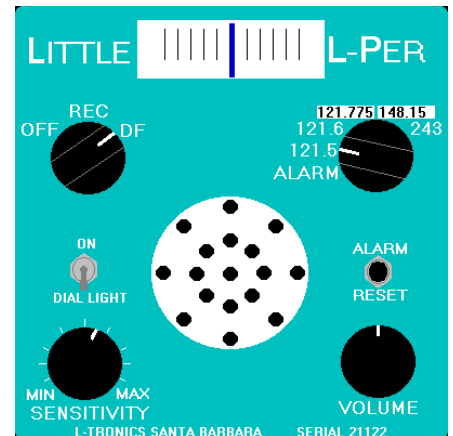 LITTLE L-PER
REC
OFF DF
121.775 148.15
121.6 243
121.5
ALARM
ON
DIAL LIGHT
ALARM
RESET
MIN MAX
SENSITIVITY
VOLUME
L-TRONICS SANTA BARBARA SERIAL 21122